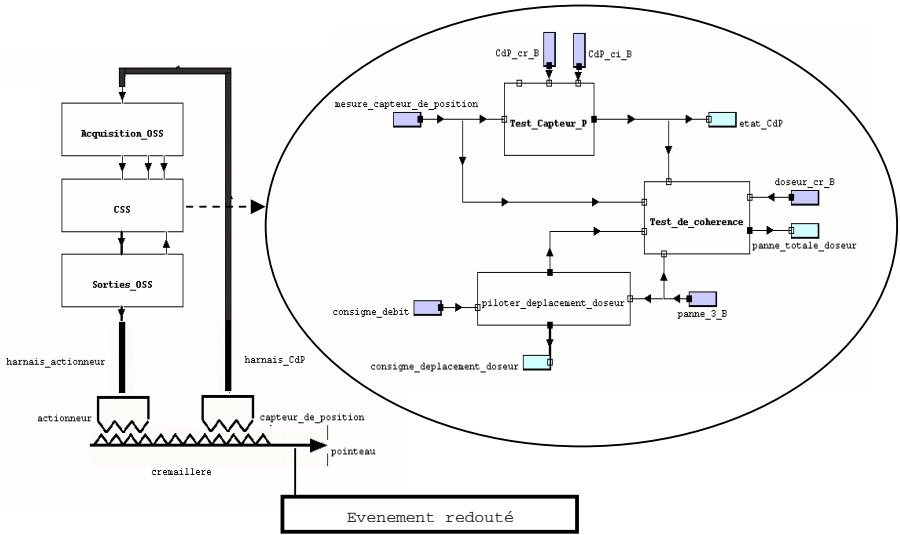 CdP_cr_B
CdP_ci_B
mesure_capteur_de_position
Test_Capteur_P
etat_CdP
Acquisition_OSS
CSS
doseur_cr_B
Test_de_coherence
panne_totale_doseur
Sorties_OSS
piloter_deplacement_doseur
consigne_debit
panne_3_B
harnais_actionneur
harnais_CdP
consigne_deplacement_doseur
actionneur
capteur_de_position
pointeau
cremaillere
Evenement redouté